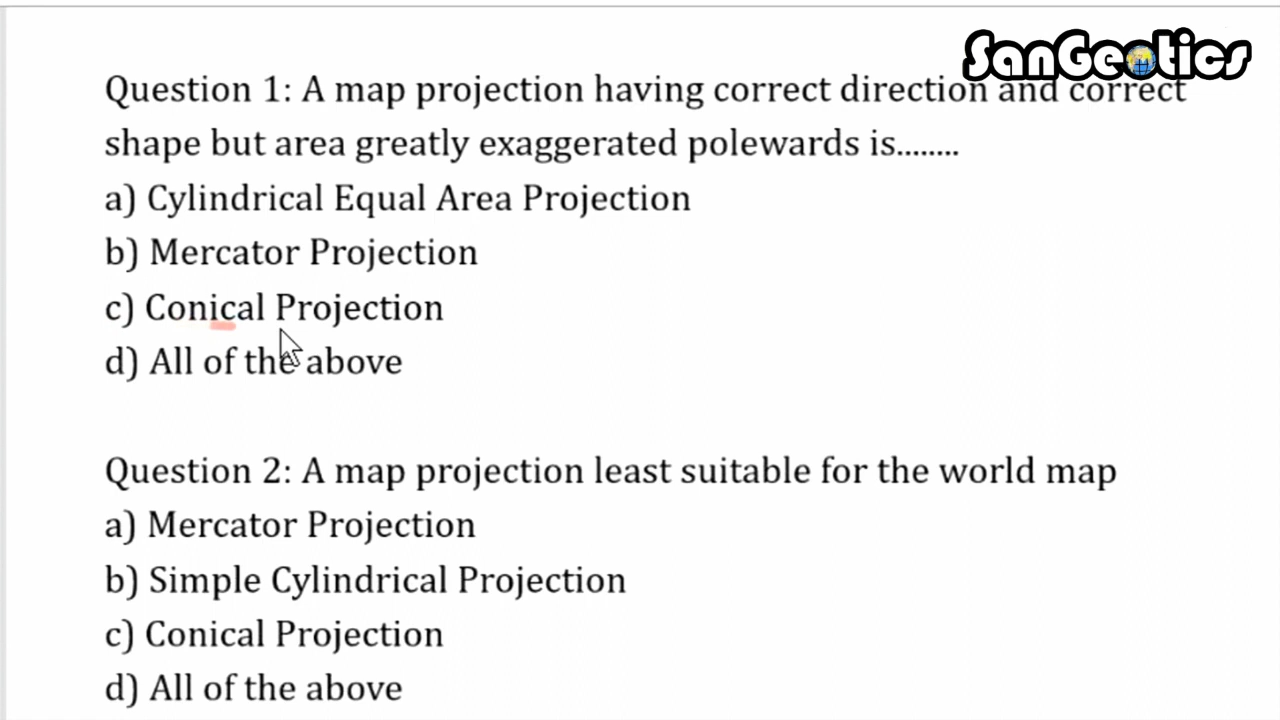 SanGeotics
Question 1: A map projection having correct direction and correct
shape but area greatly exaggerated polewards is........
a) Cylindrical Equal Area Projection
b) Mercator Projection
c) Conical Projection
d) All of the above
Question 2: A map projection least suitable for the world map
a) Mercator Projection
b) Simple Cylindrical Projection
c) Conical Projection
d) All of the above